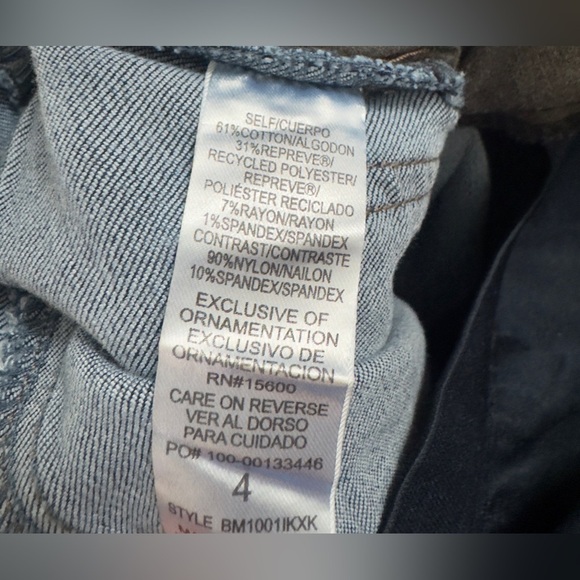 SELF/CUERPO
61%COTTON/ALGODON
31%REPREVE®/
RECYCLED POLYESTER/
REPREVE®/
POLIÉSTER RECICLADO
7%RAYON/RAYON
1%SPANDEX/SPANDEX
CONTRAST/CONTRASTE
90%NYLON/NAILON
10%SPANDEX/SPANDEX
EXCLUSIVE OF
ORNAMENTATION
EXCLUSIVO DE
ORNAMENTACION
RN#15600
CARE ON REVERSE
VER AL DORSO
PARA CUIDADO
PO# 100-00133446
4
STYLE BM1001IKXK